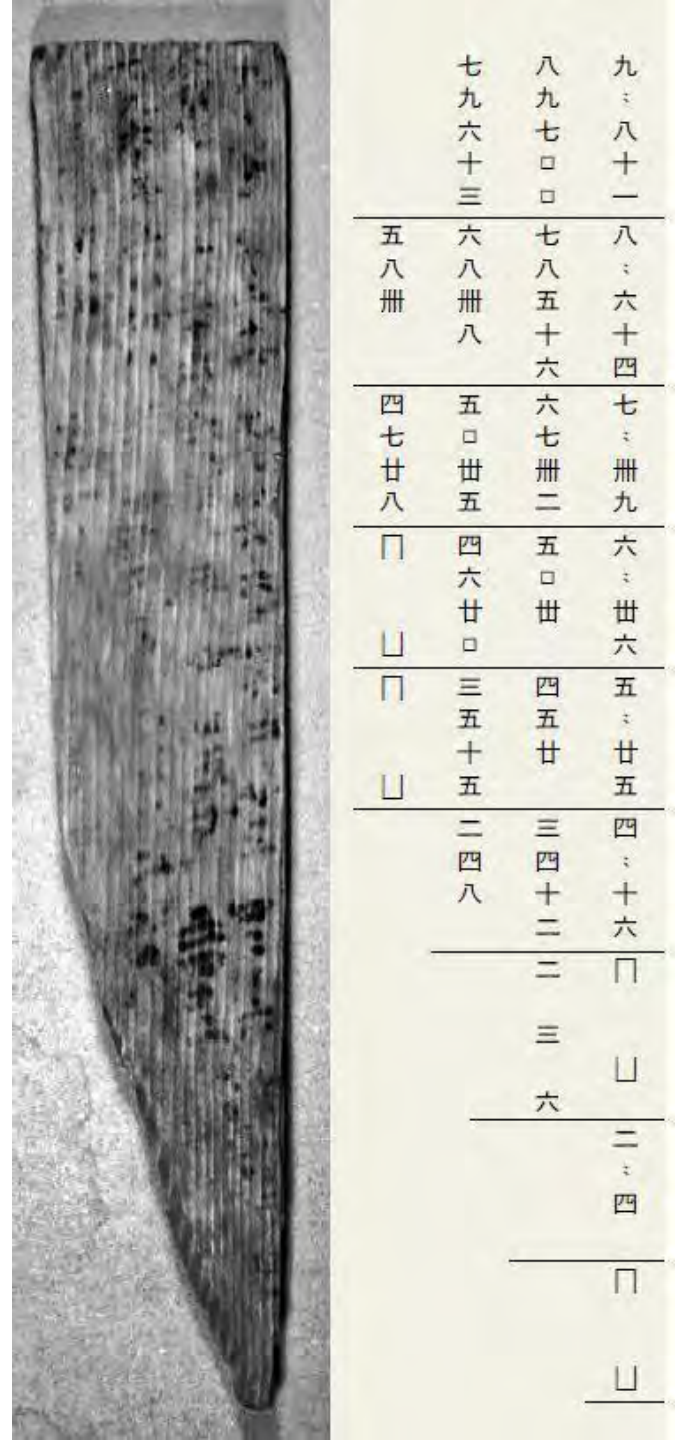 九〻八十一
八九七□□
七九六十三
八〻六十四
七八五十六
六八卌八
五八卌
七〻卌九
六七卌二
五□丗五
四七廿八
六〻丗六
五□丗
四六廿□
﹇ ﹈
五〻廿五
四五廿
三五十五
﹇ ﹈
四〻十六
三四十二
二四八
﹇ ﹈
二 三 六
二〻四
﹇ ﹈